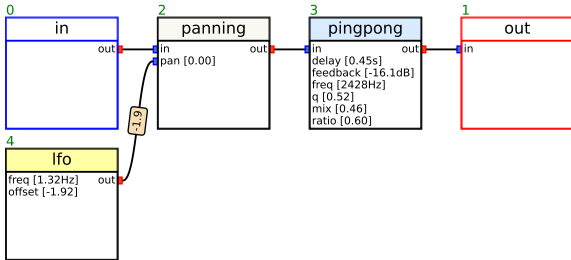 0
in
out
2
panning
in
out
pan [0.00]
3
pingpong
in
out
delay [0.45s]
feedback [-16.1dB]
freq [2428Hz]
q [0.52]
mix [0.46]
ratio [0.60]
1
out
in
-1.9
4
lfo
freq [1.32Hz]
out
offset [-1.92]